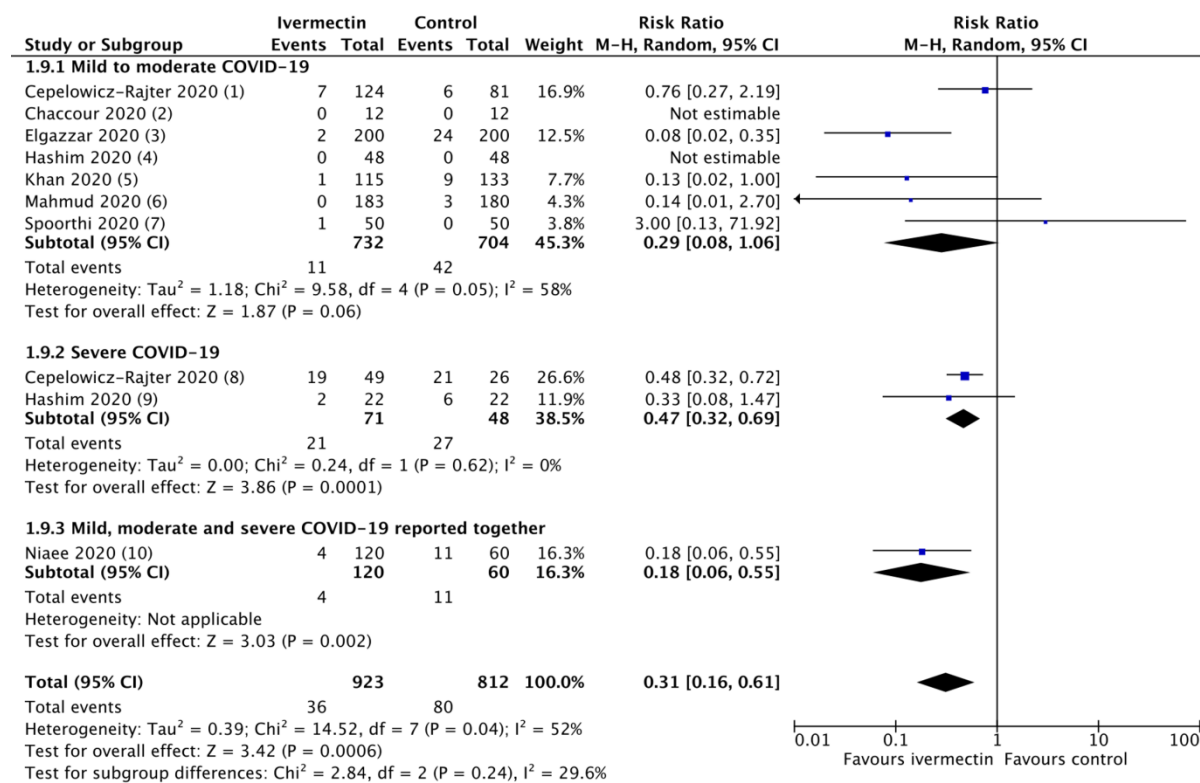 Ivermectin Control Risk Ratio Risk Ratio
Study or Subgroup Events Total Events Total Weight M-H, Random, 95% CI M-H, Random, 95% CI
1.9.1 Mild to moderate COVID-19
Cepelowicz-Rajter 2020 (1) 7 124 6 81 16.9% 0.76 [0.27, 2.19]
Chaccour 2020 (2) 0 12 0 12 Not estimable
Elgazzar 2020 (3) 2 200 24 200 12.5% 0.08 [0.02, 0.35]
Hashim 2020 (4) 0 48 0 48 Not estimable
Khan 2020 (5) 1 115 9 133 7.7% 0.13 [0.02, 1.00]
Mahmud 2020 (6) 0 183 3 180 4.3% 0.14 [0.01, 2.70]
Spoorthi 2020 (7) 1 50 0 50 3.8% 3.00 [0.13, 71.92]
Subtotal (95% CI) 732 704 45.3% 0.29 [0.08, 1.06]
Total events 11 42
Heterogeneity: Tau² = 1.18; Chi² = 9.58, df = 4 (P = 0.05); I² = 58%
Test for overall effect: Z = 1.87 (P = 0.06)
1.9.2 Severe COVID-19
Cepelowicz-Rajter 2020 (8) 19 49 21 26 26.6% 0.48 [0.32, 0.72]
Hashim 2020 (9) 2 22 6 22 11.9% 0.33 [0.08, 1.47]
Subtotal (95% CI) 71 48 38.5% 0.47 [0.32, 0.69]
Total events 21 27
Heterogeneity: Tau² = 0.00; Chi² = 0.24, df = 1 (P = 0.62); I² = 0%
Test for overall effect: Z = 3.86 (P = 0.0001)
1.9.3 Mild, moderate and severe COVID-19 reported together
Niaee 2020 (10) 4 120 11 60 16.3% 0.18 [0.06, 0.55]
Subtotal (95% CI) 120 60 16.3% 0.18 [0.06, 0.55]
Total events 4 11
Heterogeneity: Not applicable
Test for overall effect: Z = 3.03 (P = 0.002)
Total (95% CI) 923 812 100.0% 0.31 [0.16, 0.61]
Total events 36 80
Heterogeneity: Tau² = 0.39; Chi² = 14.52, df = 7 (P = 0.04); I² = 52%
Test for overall effect: Z = 3.42 (P = 0.0006)
Test for subgroup differences: Chi² = 2.84, df = 2 (P = 0.24), I² = 29.6%
0.01 0.1 1 10 100
Favours ivermectin Favours control